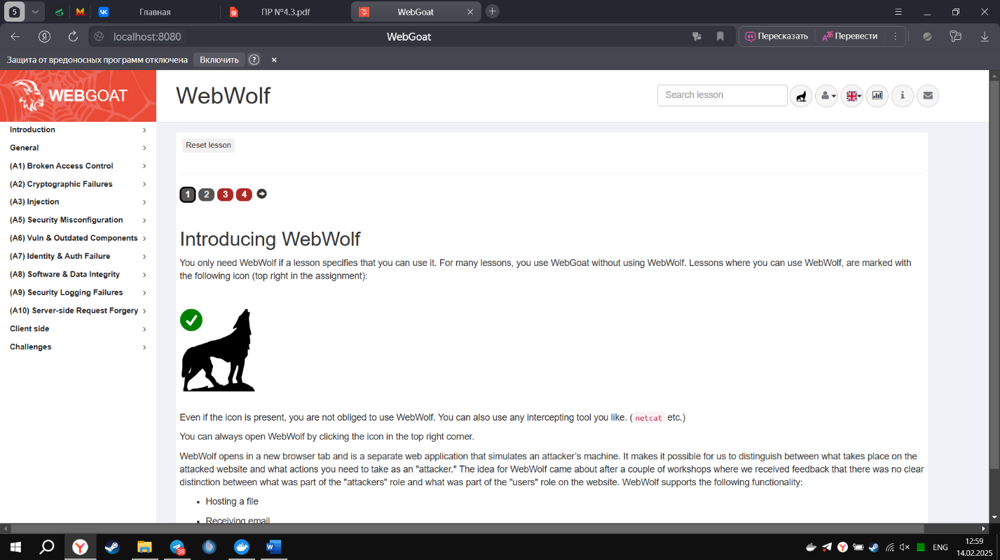 5
Главная
ПР №4.3.pdf
WebGoat
localhost:8080
WebGoat
Пересказать
Перевести
Защита от вредоносных программ отключена
Включить
?
WEBGOAT
WebWolf
Search lesson
Introduction
General
(A1) Broken Access Control
(A2) Cryptographic Failures
(A3) Injection
(A5) Security Misconfiguration
(A6) Vuln & Outdated Components
(A7) Identity & Auth Failure
(A8) Software & Data Integrity
(A9) Security Logging Failures
(A10) Server-side Request Forgery
Client side
Challenges
Reset lesson
1 2 3 4
Introducing WebWolf
You only need WebWolf if a lesson specifies that you can use it. For many lessons, you use WebGoat without using WebWolf. Lessons where you can use WebWolf, are marked with
the following icon (top right in the assignment):
Even if the icon is present, you are not obliged to use WebWolf. You can also use any intercepting tool you like. ( netcat etc.)
You can always open WebWolf by clicking the icon in the top right corner.
WebWolf opens in a new browser tab and is a separate web application that simulates an attacker's machine. It makes it possible for us to distinguish between what takes place on the
attacked website and what actions you need to take as an "attacker." The idea for WebWolf came about after a couple of workshops where we received feedback that there was no clear
distinction between what was part of the "attackers" role and what was part of the "users" role on the website. WebWolf supports the following functionality:
• Hosting a file
• Receiving email
38
ENG
12:59
14.02.2025